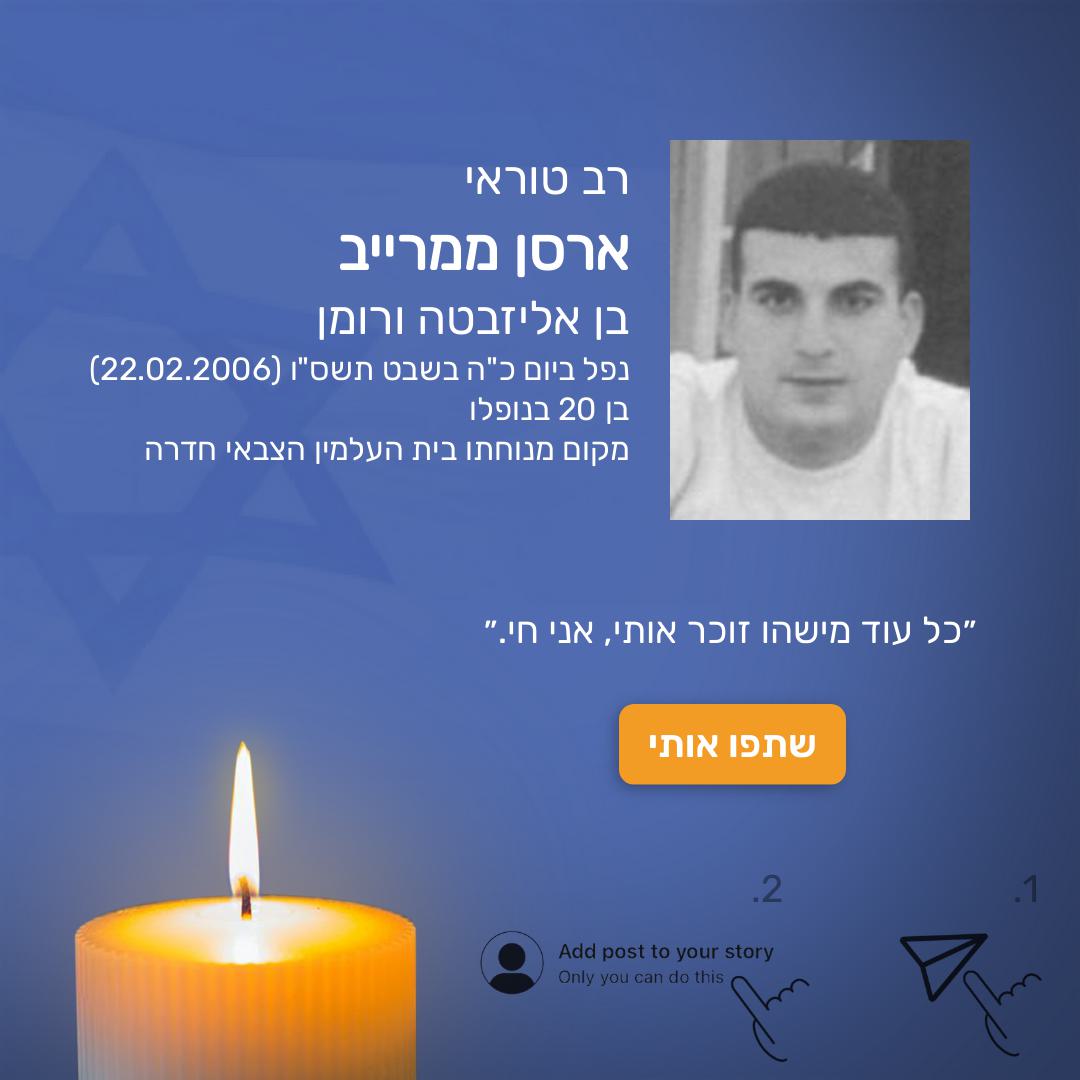 רב טוראי
ארסן ממרייב
בן אליזבטה ורומן
נפל ביום כ"ה בשבט תשס"ו (22.02.2006)
בן 20 בנופלו
מקום מנוחתו בית העלמין הצבאי חדרה
״כל עוד מישהו זוכר אותי, אני חי.״
שתפו אותי
1.
2.
Add post to your story
Only you can do this